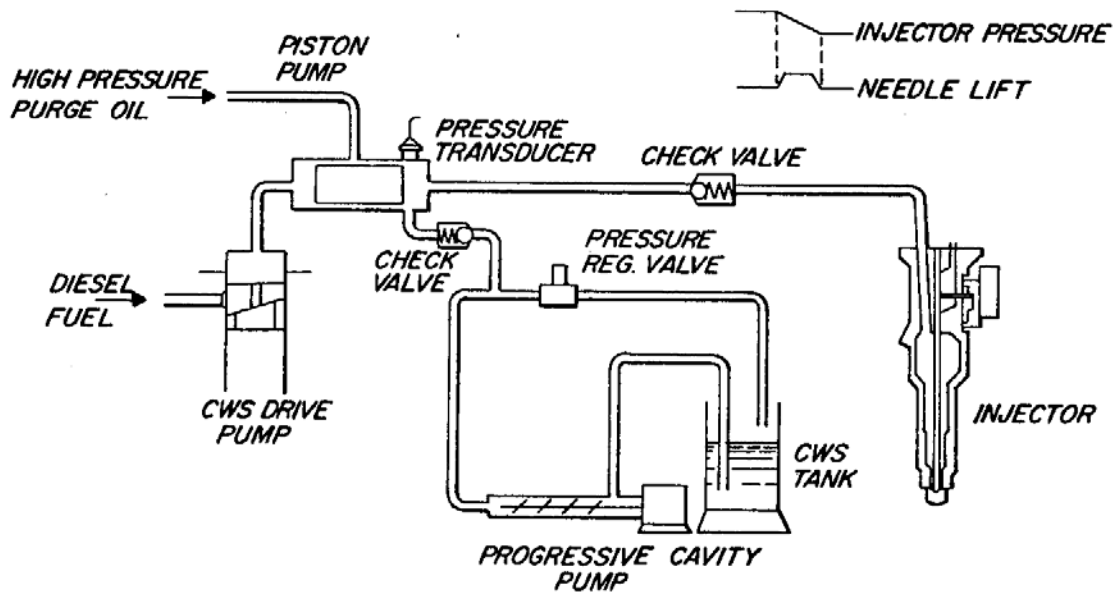 PISTON
PUMP
HIGH PRESSURE
PURGE OIL
PRESSURE
TRANSDUCER
CHECK VALVE
INJECTOR PRESSURE
NEEDLE LIFT
CHECK
VALVE
PRESSURE
REG. VALVE
DIESEL
FUEL
CWS DRIVE
PUMP
CWS
TANK
INJECTOR
PROGRESSIVE CAVITY
PUMP